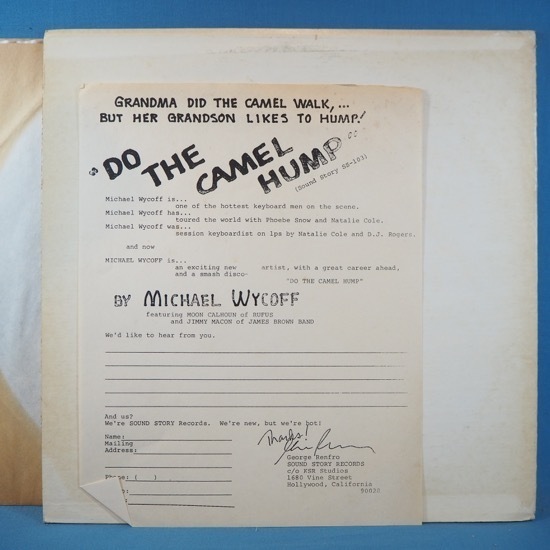 GRANDMA DID THE CAMEL WALK,...
BUT HER GRANDSON LIKES TO HUMP!
"DO THE CAMEL HUMP"
(Sound Story SS-103)
Michael Wycoff is...
one of the hottest keyboard men on the scene.
Michael Wycoff has...
toured the world with Phoebe Snow and Natalie Cole.
Michael Wycoff was...
session keyboardist on lps by Natalie Cole and D.J. Rogers.
and now
MICHAEL WYCOFF is...
an exciting new artist, with a great career ahead,
and a smash disco-
"DO THE CAMEL HUMP"
BY MICHAEL WYCOFF
featuring MOON CALHOUN of RUFUS
and JIMMY MACON of JAMES BROWN BAND
We'd like to hear from you.
And us?
We're SOUND STORY Records. We're new, but we're hot!
Name:
Mailing
Address:
Thanks!
George Renfro
SOUND STORY RECORDS
c/o KSR Studios
1680 Vine Street
Hollywood, California
90028
Phone: ( )